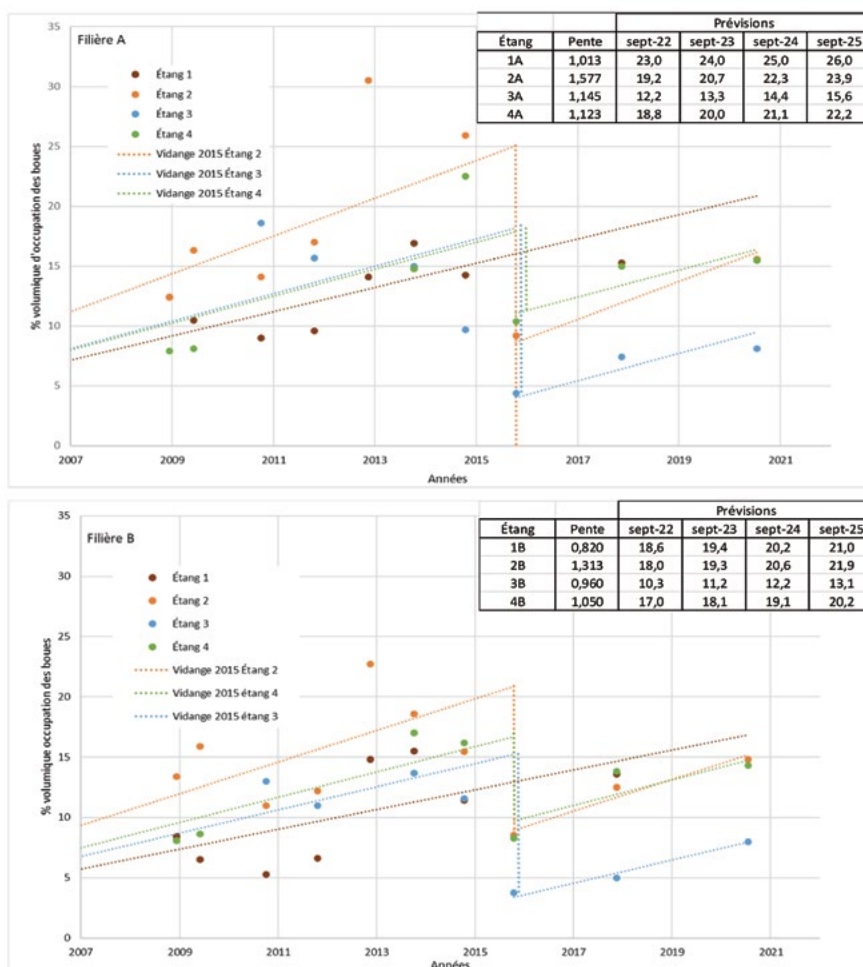 Filière A
Prévisions
Étang Pente sept-22 sept-23 sept-24 sept-25
1A 1,013 23,0 24,0 25,0 26,0
2A 1,577 19,2 20,7 22,3 23,9
3A 1,145 12,2 13,3 14,4 15,6
4A 1,123 18,8 20,0 21,1 22,2
Étang 1
Étang 2
Étang 3
Étang 4
Vidange 2015 Étang 2
Vidange 2015 Étang 3
Vidange 2015 Étang 4
% volumique d'occupation des boues
35
30
25
20
15
10
5
0
2007 2009 2011 2013 2015 2017 2019 2021
Années
Filière B
Prévisions
Étang Pente sept-22 sept-23 sept-24 sept-25
1B 0,820 18,6 19,4 20,2 21,0
2B 1,313 18,0 19,3 20,6 21,9
3B 0,960 10,3 11,2 12,2 13,1
4B 1,050 17,0 18,1 19,1 20,2
Étang 1
Étang 2
Étang 3
Étang 4
Vidange 2015 Étang 2
Vidange 2015 étang 4
Vidange 2015 étang 3
% volumique occupation des boues
35
30
25
20
15
10
5
0
2007 2009 2011 2013 2015 2017 2019 2021
Années